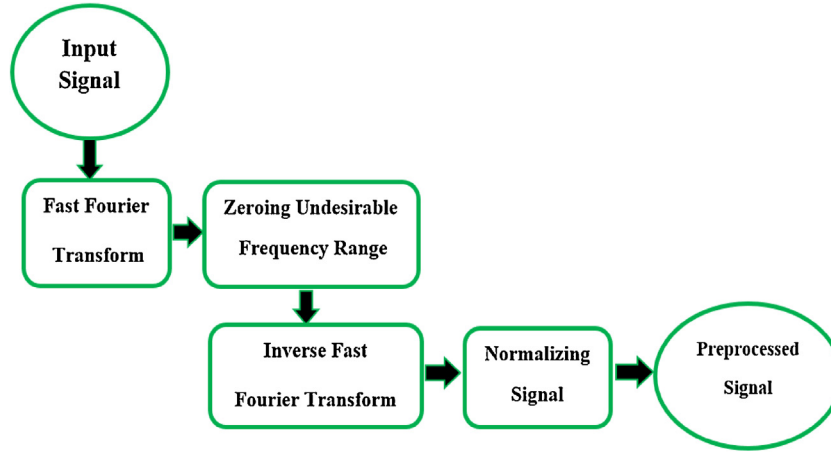 Input
Signal
Fast Fourier
Transform
Zeroing Undesirable
Frequency Range
Inverse Fast
Fourier Transform
Normalizing
Signal
Preprocessed
Signal